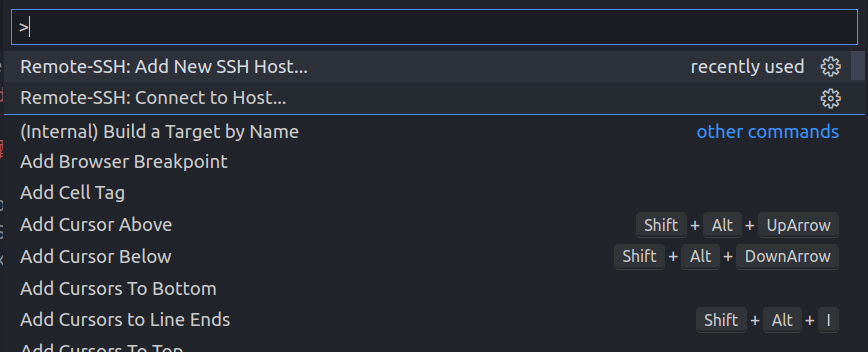 >
Remote-SSH: Add New SSH Host... recently used
Remote-SSH: Connect to Host...
(Internal) Build a Target by Name other commands
Add Browser Breakpoint
Add Cell Tag
Add Cursor Above Shift + Alt + UpArrow
Add Cursor Below Shift + Alt + DownArrow
Add Cursors To Bottom
Add Cursors to Line Ends Shift + Alt + I
Add Cursors To Top